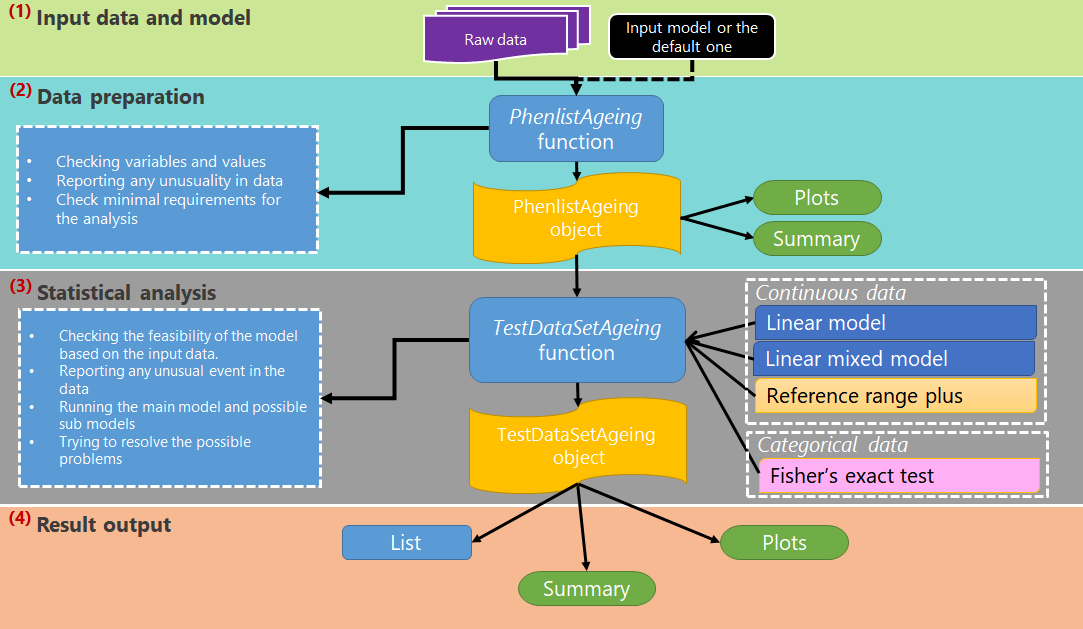 (1) Input data and model
Raw data
Input model or the
default one
(2) Data preparation
PhenlistAgeing
function
• Checking variables and values
• Reporting any unusuality in data
• Check minimal requirements for
the analysis
PhenlistAgeing
object
Plots
Summary
(3) Statistical analysis
• Checking the feasibility of the model
based on the input data.
• Reporting any unusual event in the
data
• Running the main model and possible
sub models
• Trying to resolve the possible
problems
TestDataSetAgeing
function
Continuous data
Linear model
Linear mixed model
Reference range plus
TestDataSetAgeing
object
Categorical data
Fisher’s exact test
(4) Result output
List
Plots
Summary